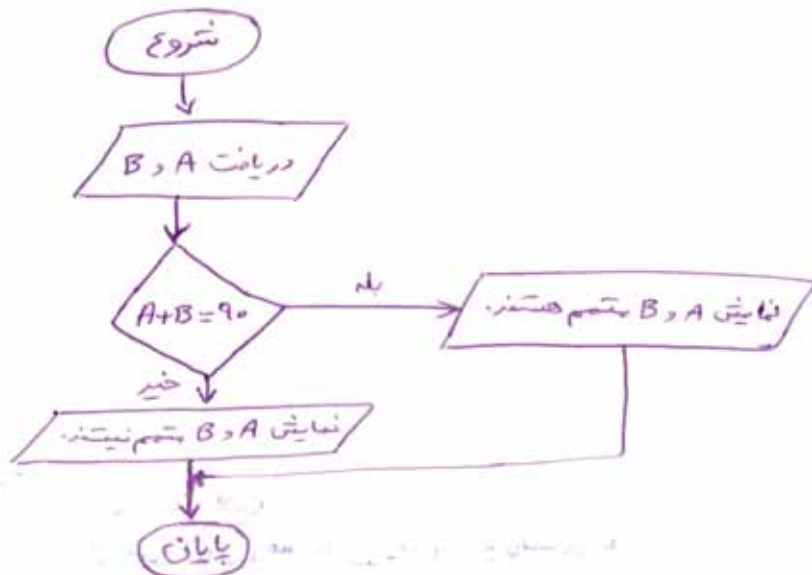 شروع
دریافت A و B
A+B=۹۰
بله
نمایش A و B متمم هستند.
خیر
نمایش A و B متمم نیستند.
پایان